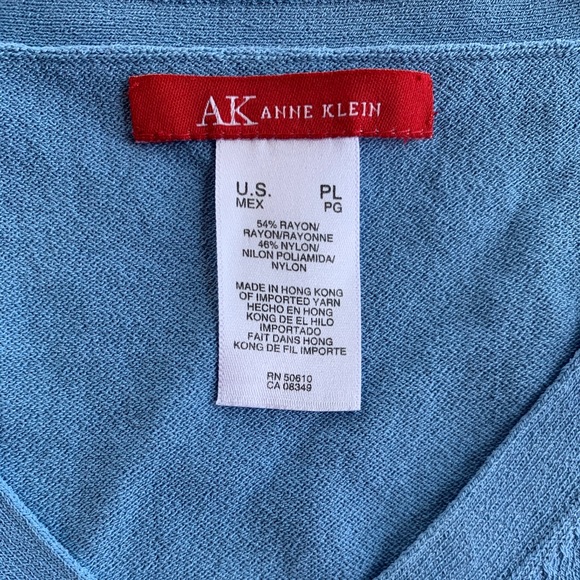 AK ANNE KLEIN
U.S. PL
MEX PG
54% RAYON/
RAYON/RAYONNE
46% NYLON/
NILON POLIAMIDA/
NYLON
MADE IN HONG KONG
OF IMPORTED YARN
HECHO EN HONG
KONG DE EL HILO
IMPORTADO
FAIT DANS HONG
KONG DE FIL IMPORTE
RN 50610
CA 08349